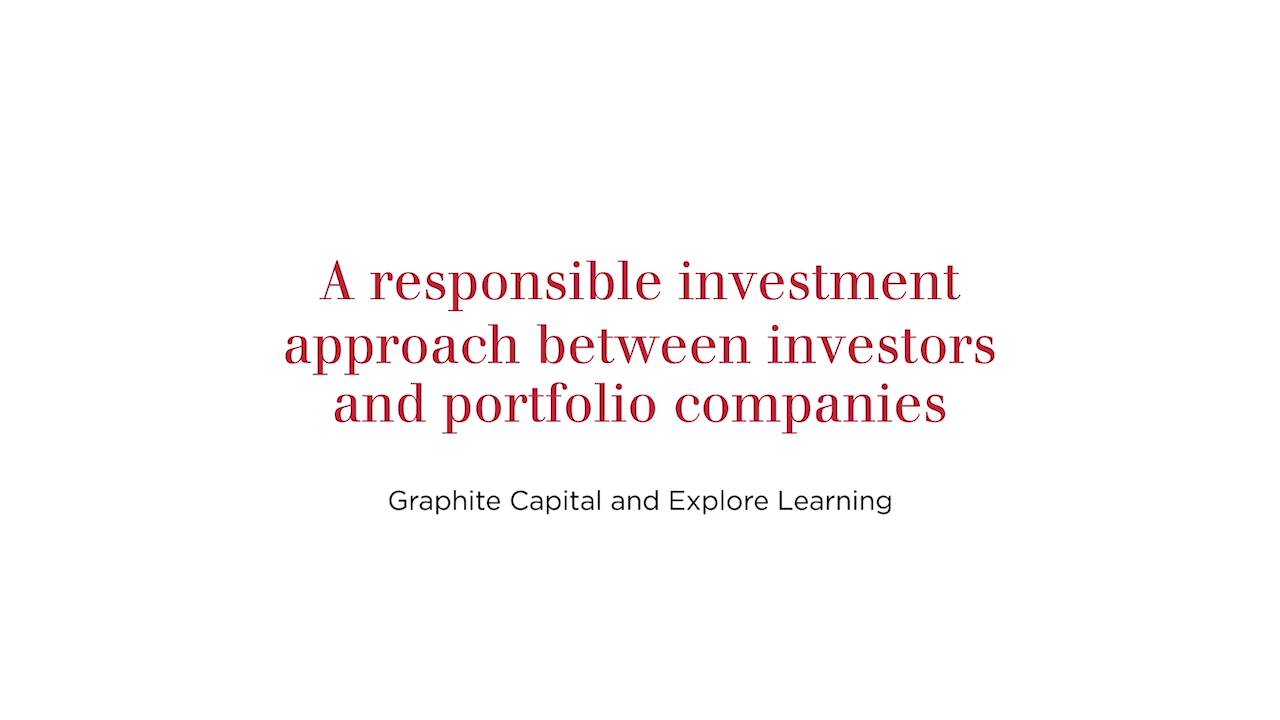 A responsible investment
approach between investors
and portfolio companies
Graphite Capital and Explore Learning